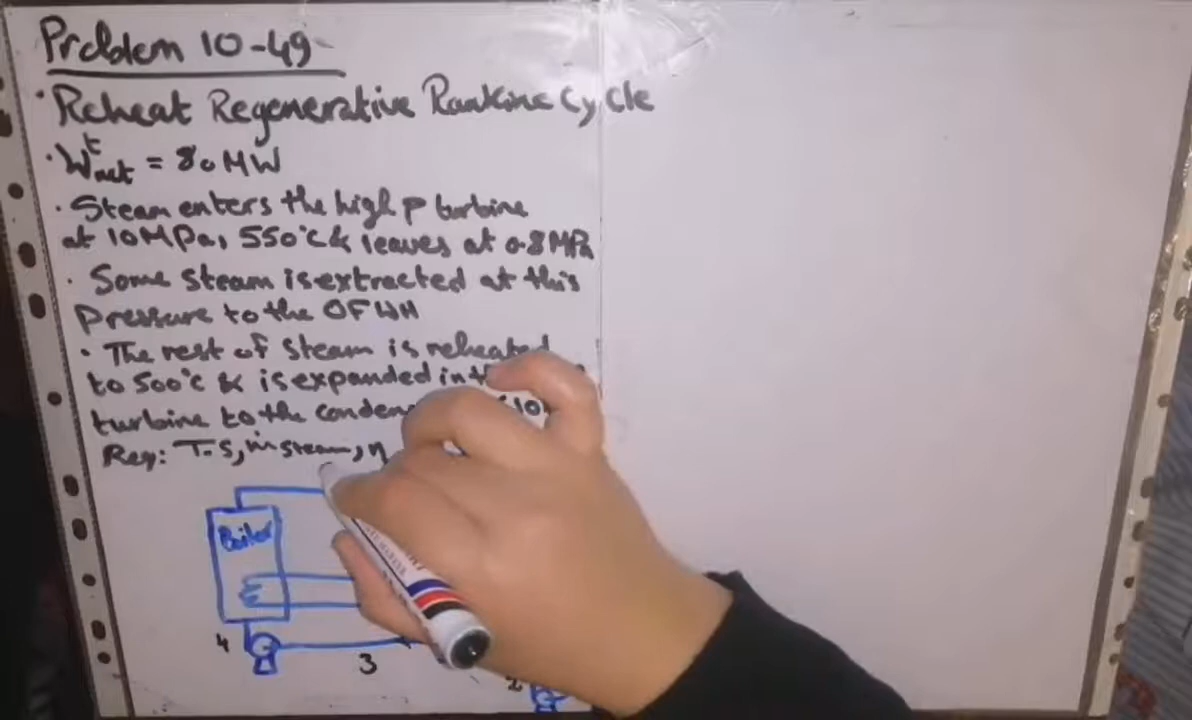 Problem 10-49
• Reheat Regenerative Rankine Cycle
• Ẇnet = 80 MW
• Steam enters the high p turbine
at 10 MPa, 550°C & leaves at 0.8 MPa
• Some steam is extracted at this
Pressure to the OFWH
• The rest of steam is reheated
to 500°C & is expanded in
turbine to the
Req: T-S, ṁ steam, η
Boiler
4
3
2